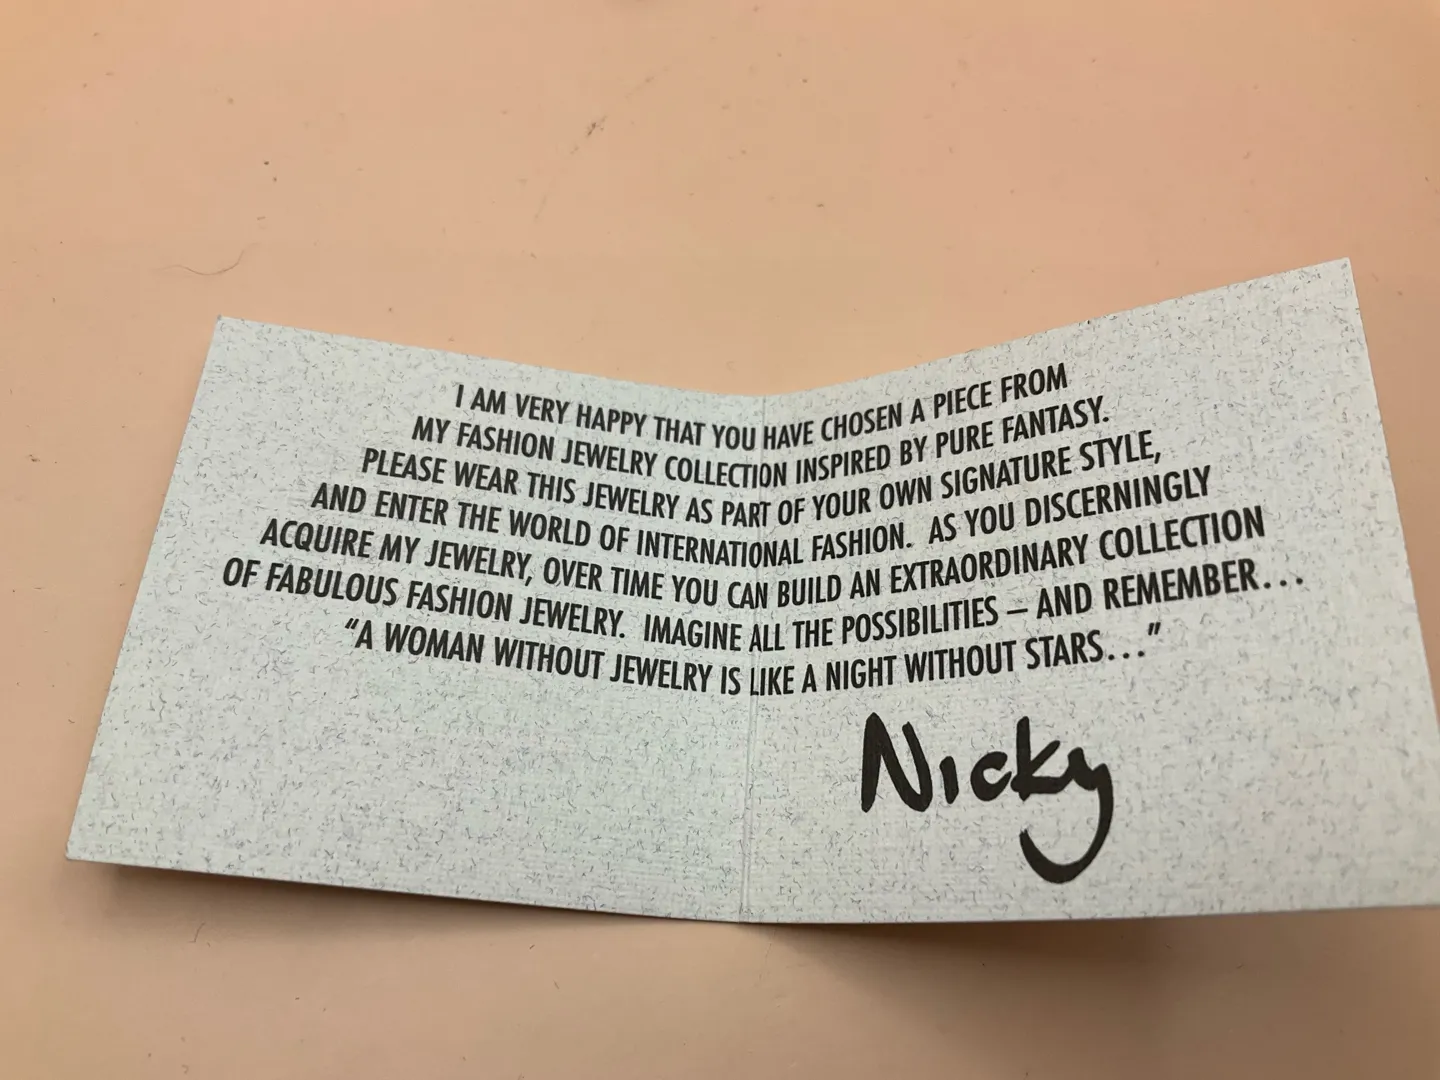 I AM VERY HAPPY THAT YOU HAVE CHOSEN A PIECE FROM
MY FASHION JEWELRY COLLECTION INSPIRED BY PURE FANTASY.
PLEASE WEAR THIS JEWELRY AS PART OF YOUR OWN SIGNATURE STYLE,
AND ENTER THE WORLD OF INTERNATIONAL FASHION. AS YOU DISCERNINGLY
ACQUIRE MY JEWELRY, OVER TIME YOU CAN BUILD AN EXTRAORDINARY COLLECTION
OF FABULOUS FASHION JEWELRY. IMAGINE ALL THE POSSIBILITIES – AND REMEMBER...
“A WOMAN WITHOUT JEWELRY IS LIKE A NIGHT WITHOUT STARS...”
Nicky